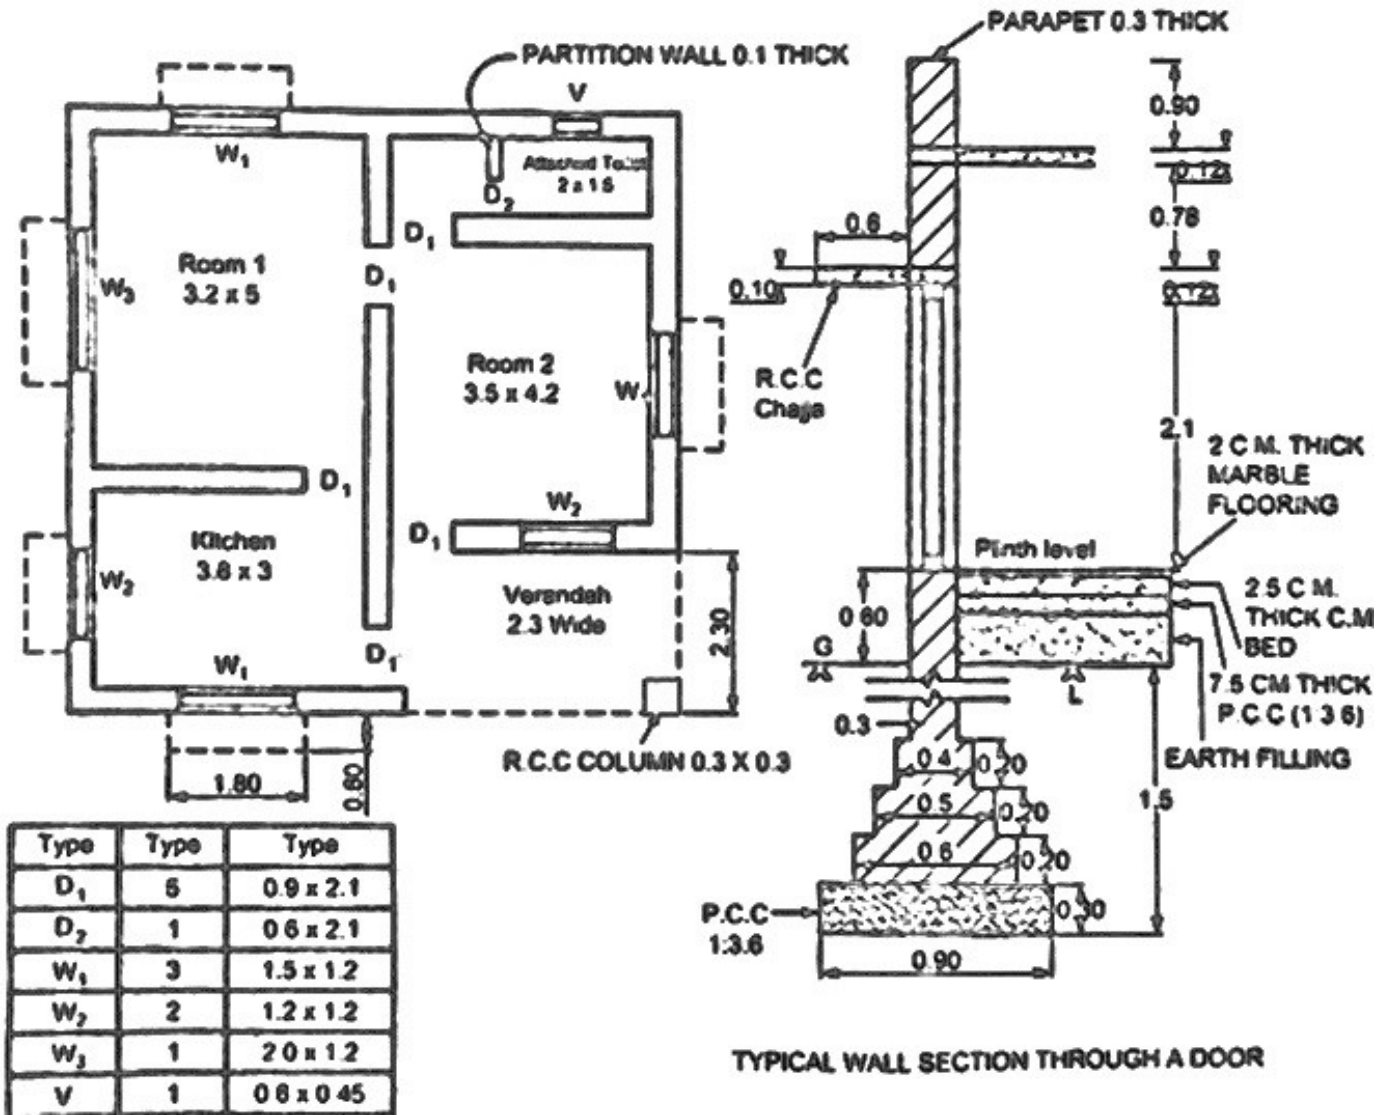 PARTITION WALL 0.1 THICK
V
W₁
Attached Toilet
2 x 1.5
D₂
D₁
Room 1
3.2 x 5
W₃
D₁
Room 2
3.5 x 4.2
W
D₁
W₂
D₁
Kitchen
3.8 x 3
W₂
Verandah
2.3 Wide
2.30
W₁
D₁
R.C.C COLUMN 0.3 X 0.3
1.80
0.60
Type Type Type
D₁ 5 0.9 x 2.1
D₂ 1 0.6 x 2.1
W₁ 3 1.5 x 1.2
W₂ 2 1.2 x 1.2
W₃ 1 2.0 x 1.2
V 1 0.6 x 0.45
PARAPET 0.3 THICK
0.90
0.12
0.78
0.6
0.10
0.12
R.C.C
Chajja
2.1
2 C.M. THICK
MARBLE
FLOORING
Plinth level
0.60
2.5 C.M.
THICK C.M
BED
G
L
7.5 CM THICK
P.C.C (1:3:6)
EARTH FILLING
0.3
0.4
0.20
0.5
0.20
0.6
0.20
1.5
P.C.C
1:3.6
0.30
0.90
TYPICAL WALL SECTION THROUGH A DOOR